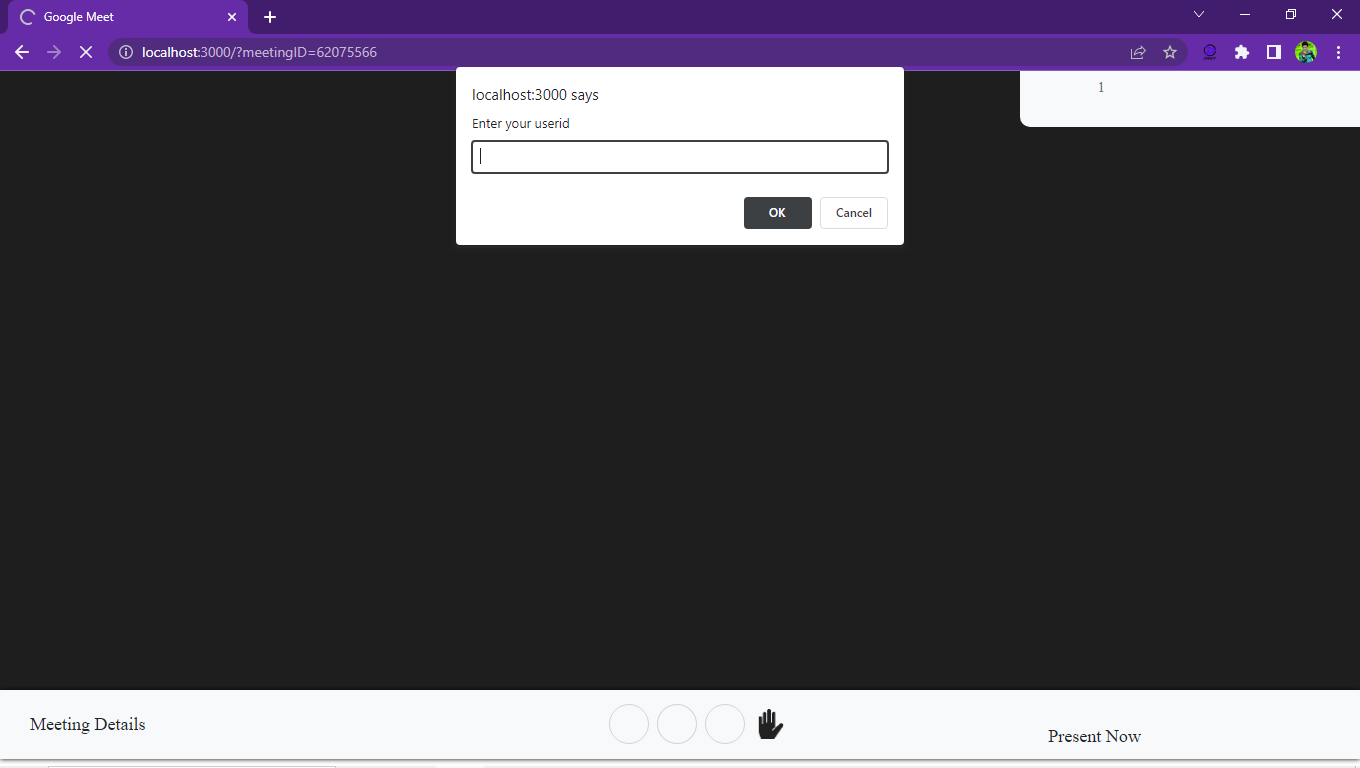 Google Meet
localhost:3000/?meetingID=62075566
localhost:3000 says
Enter your userid
OK Cancel
1
Meeting Details
Present Now